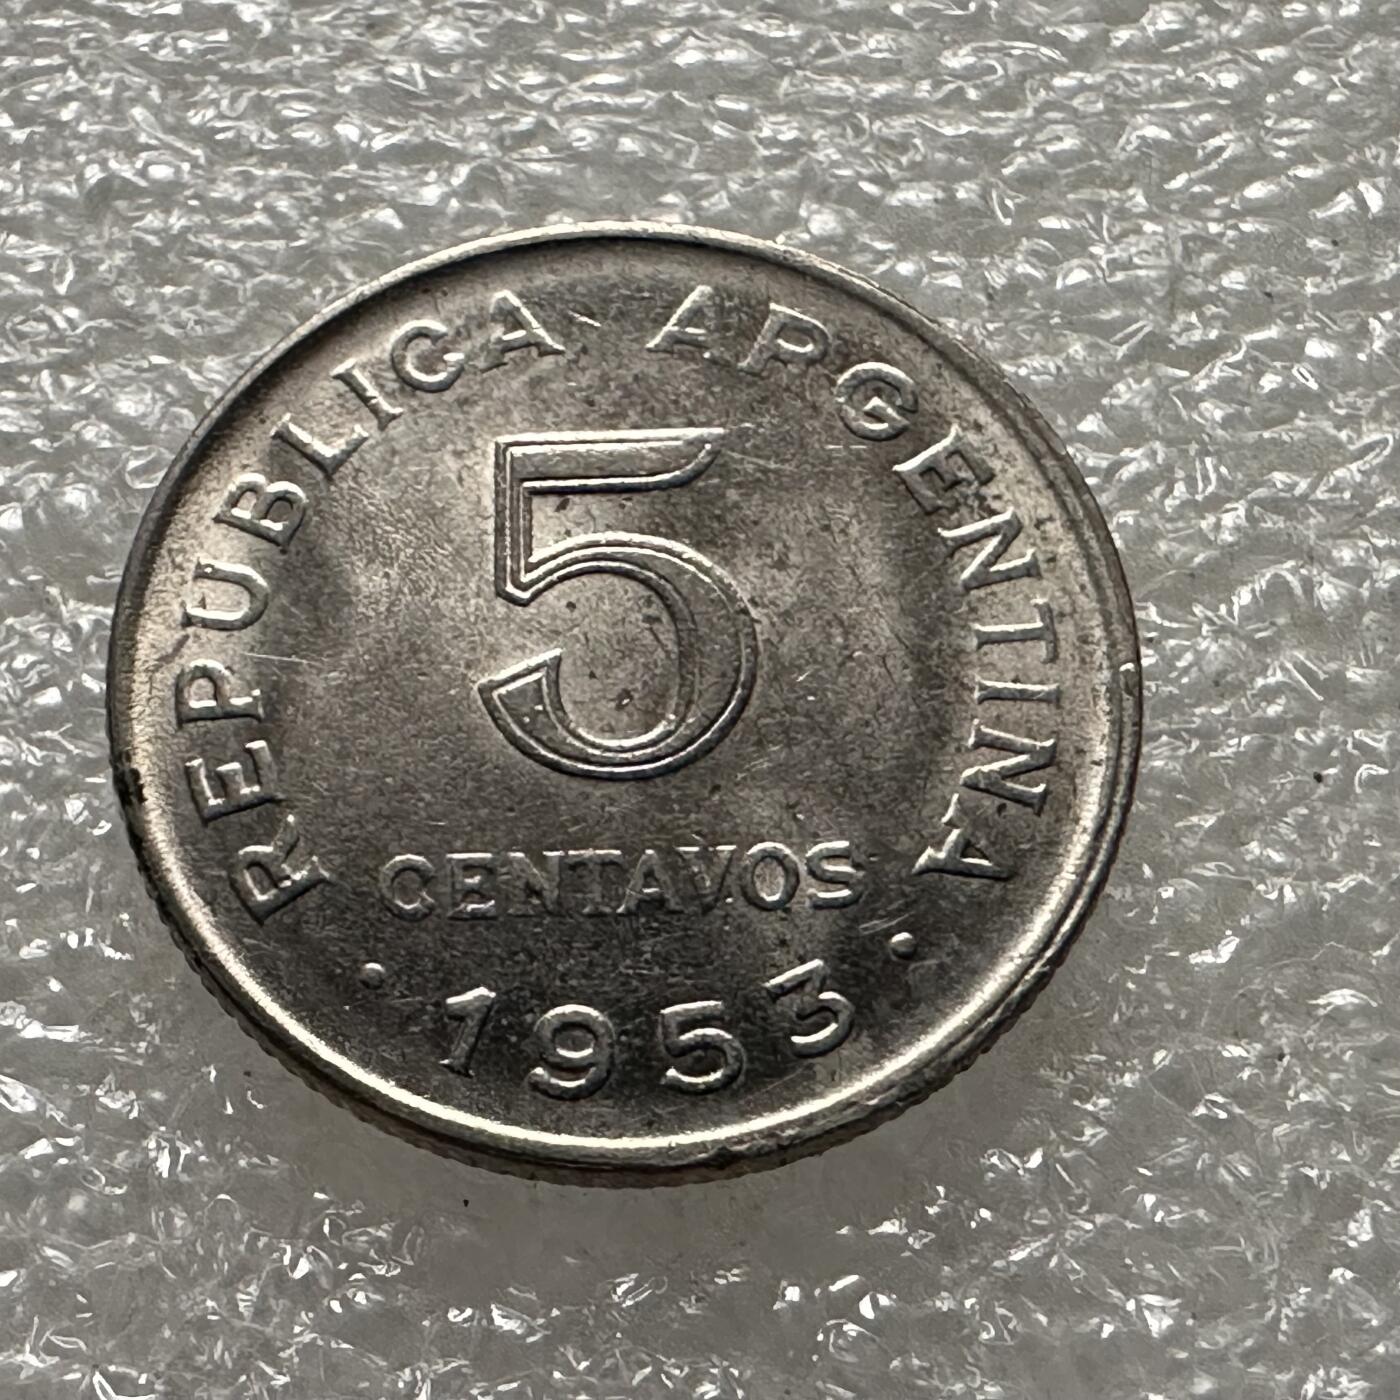 REPUBLICA ARGENTINA
5
CENTAVOS
· 1953 ·